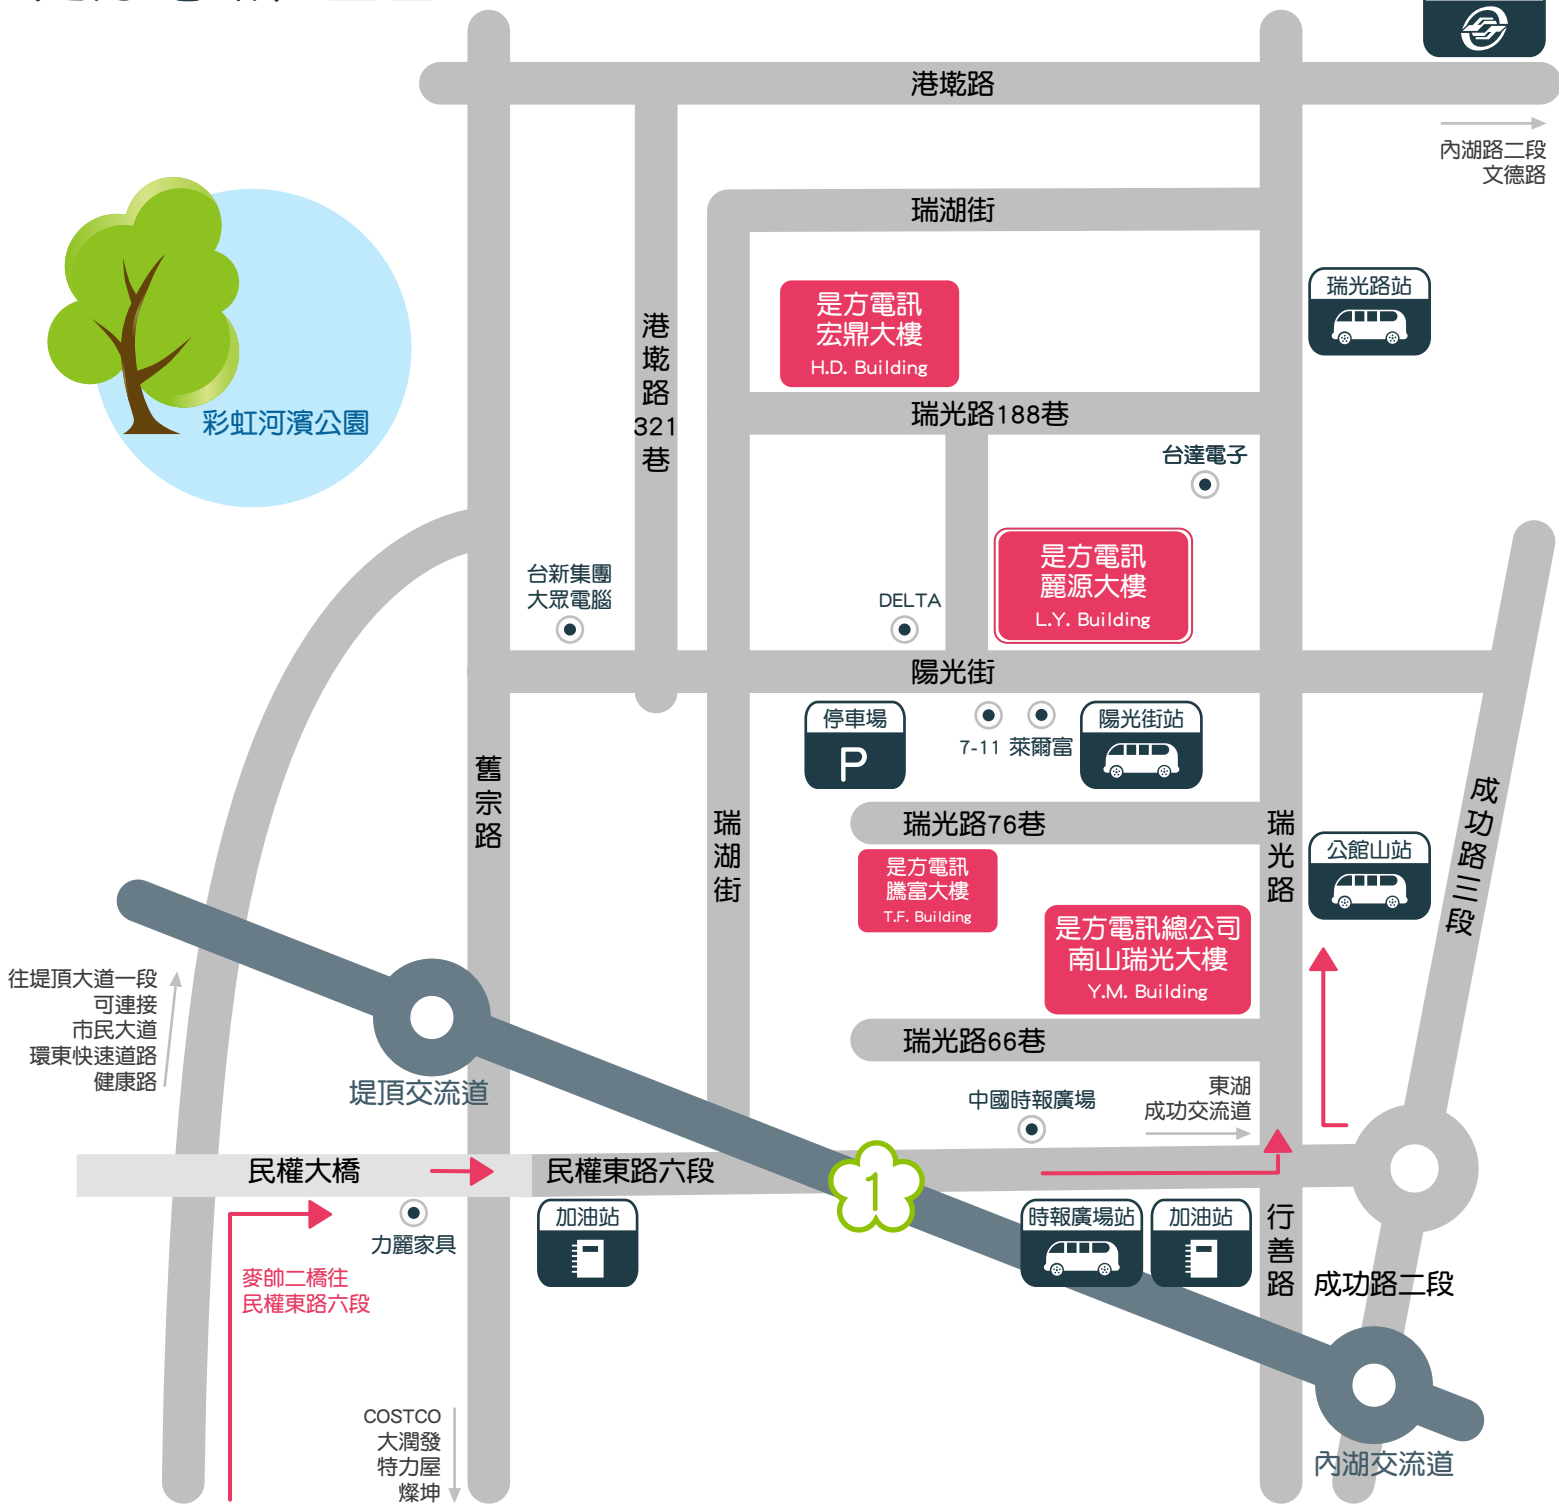 港墘路
內湖路二段
文德路
瑞湖街
是方電訊
宏鼎大樓
H.D. Building
瑞光路站
港墘路321巷
彩虹河濱公園
瑞光路188巷
台達電子
是方電訊
麗源大樓
L.Y. Building
台新集團
大眾電腦
DELTA
陽光街
停車場
P
7-11
萊爾富
陽光街站
舊宗路
瑞湖街
瑞光路76巷
瑞光路
成功路三段
公館山站
是方電訊
騰富大樓
T.F. Building
是方電訊總公司
南山瑞光大樓
Y.M. Building
往堤頂大道一段
可連接
市民大道
環東快速道路
健康路
瑞光路66巷
堤頂交流道
中國時報廣場
東湖
成功交流道
民權大橋
民權東路六段
1
力麗家具
加油站
時報廣場站
加油站
行善路
成功路二段
麥帥二橋往
民權東路六段
COSTCO
大潤發
特力屋
燦坤
內湖交流道